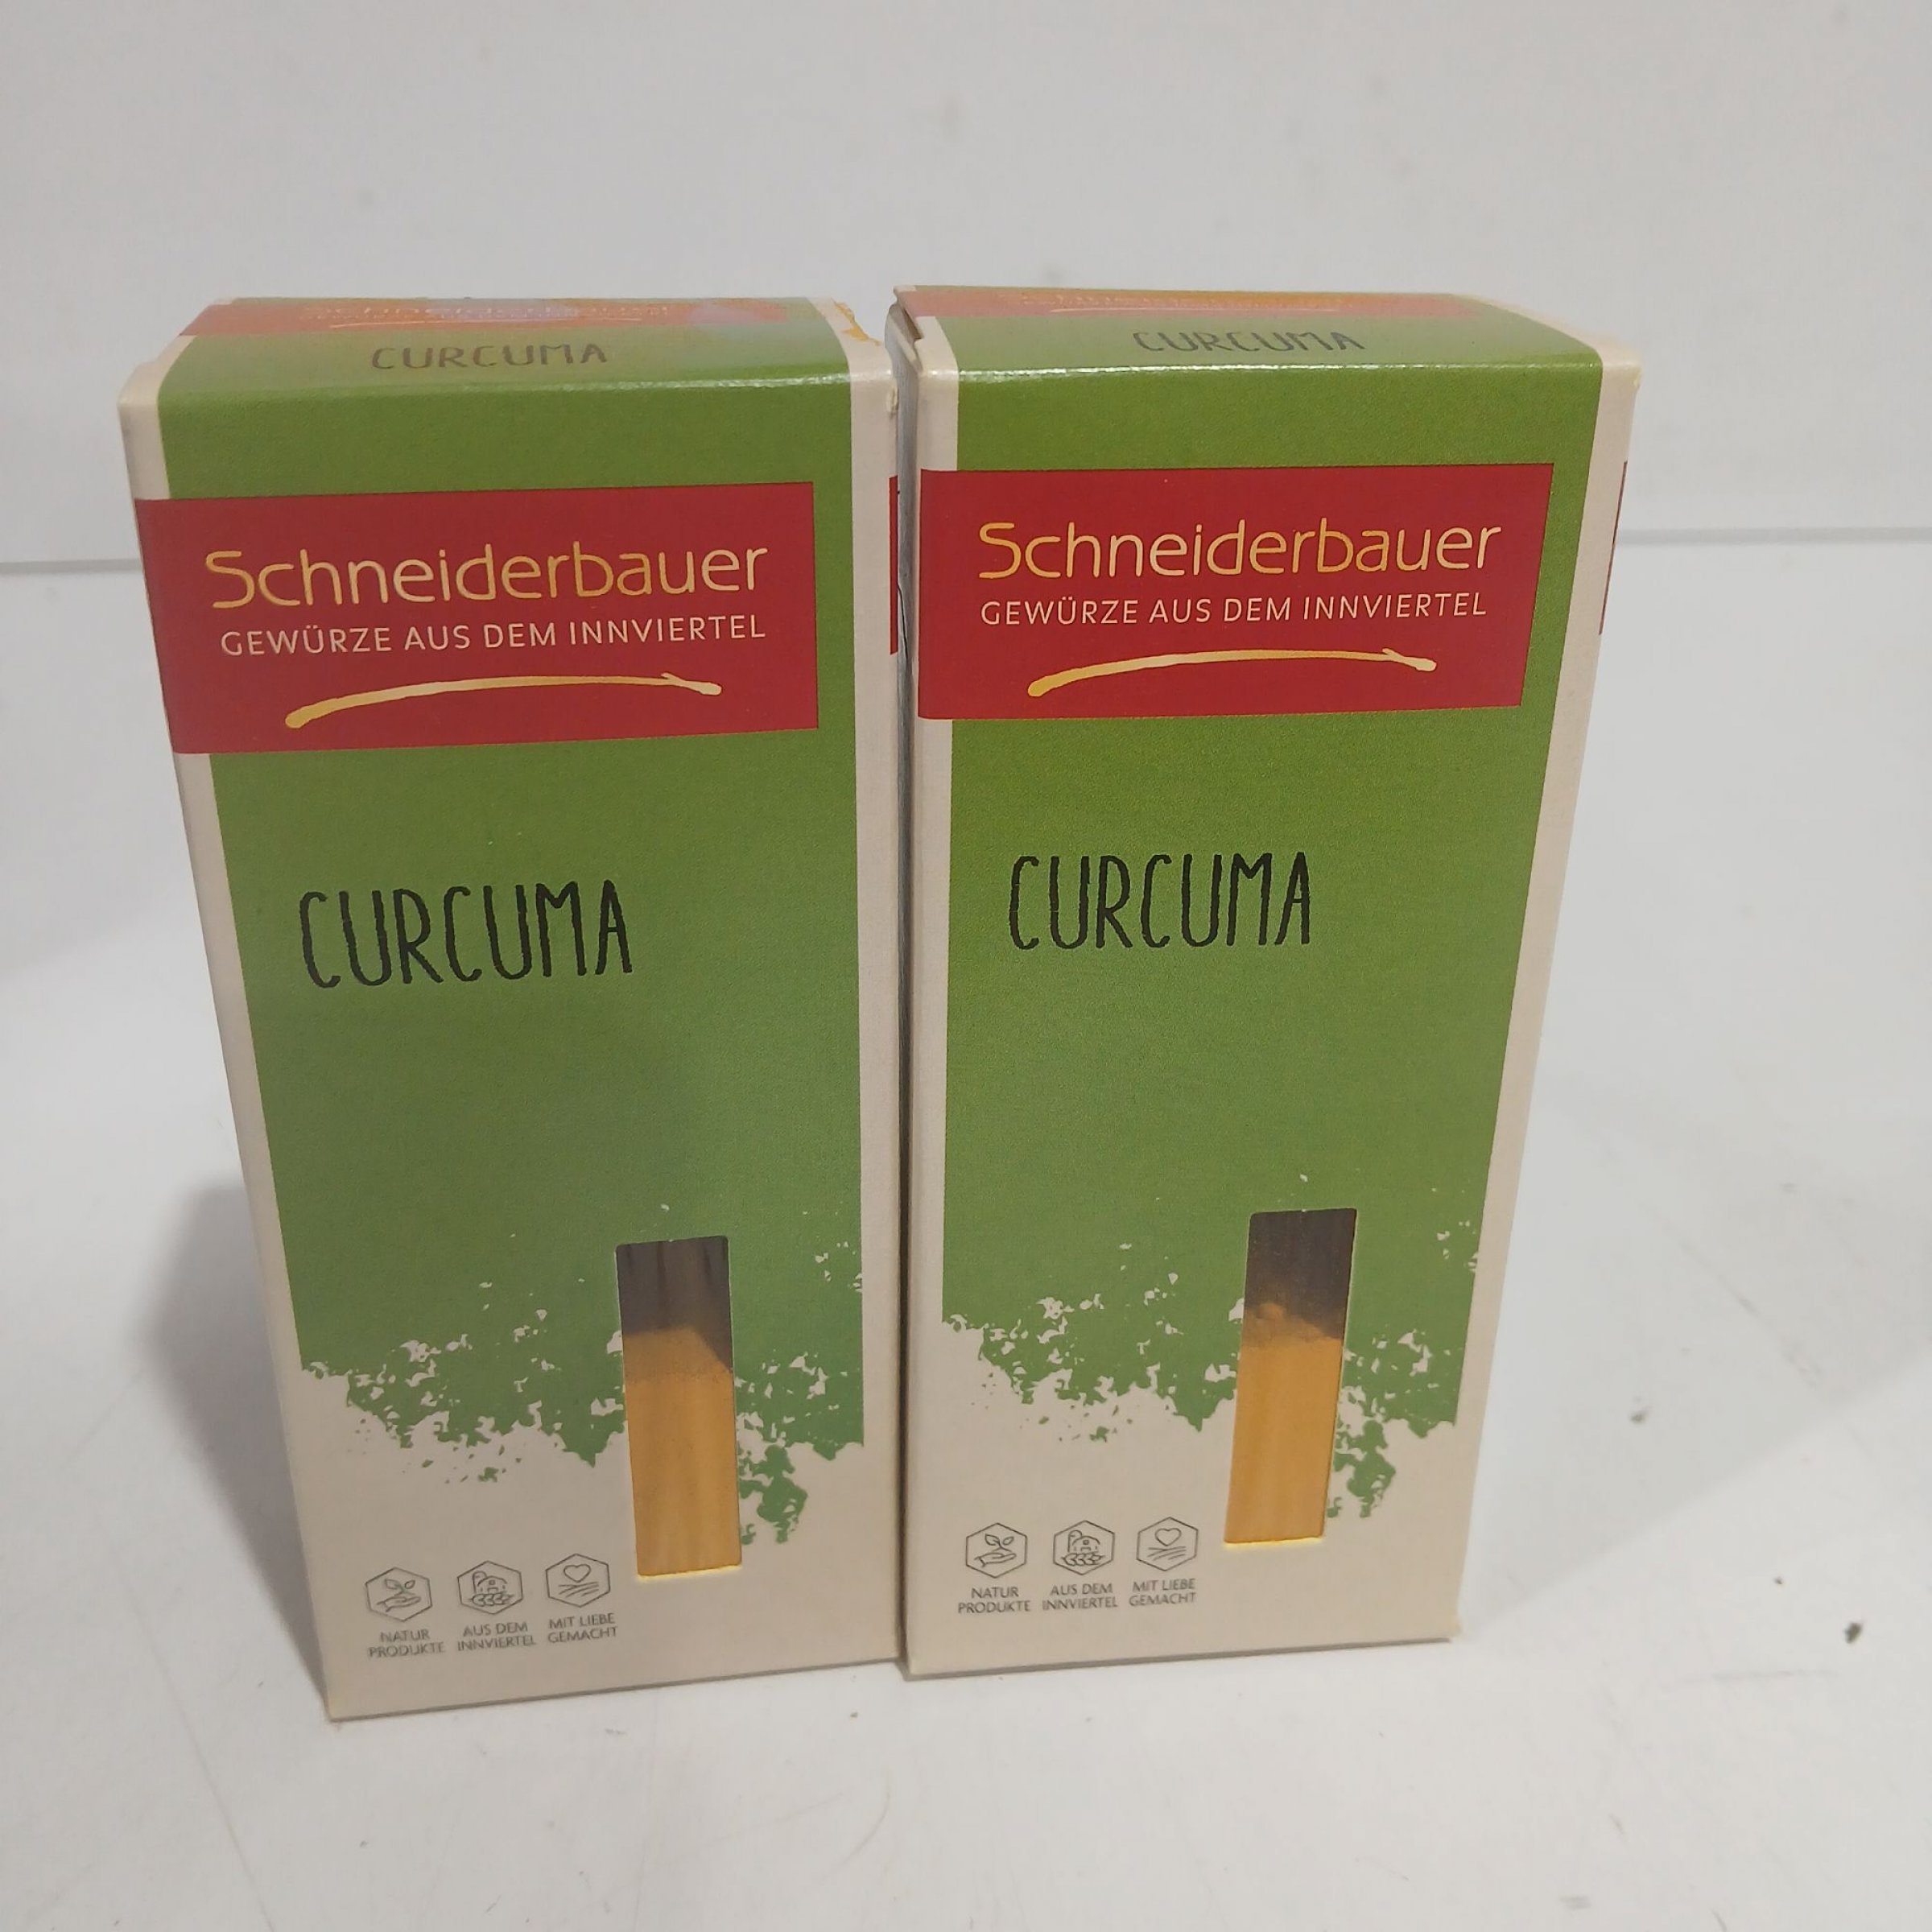 Schneiderbauer
CURCUMA
Schneiderbauer
GEWÜRZE AUS DEM INNVIERTEL
CURCUMA
NATUR
PRODUKTE
AUS DEM
INNVIERTEL
MIT LIEBE
GEMACHT
CURCUMA
Schneiderbauer
GEWÜRZE AUS DEM INNVIERTEL
CURCUMA
NATUR
PRODUKTE
AUS DEM
INNVIERTEL
MIT LIEBE
GEMACHT